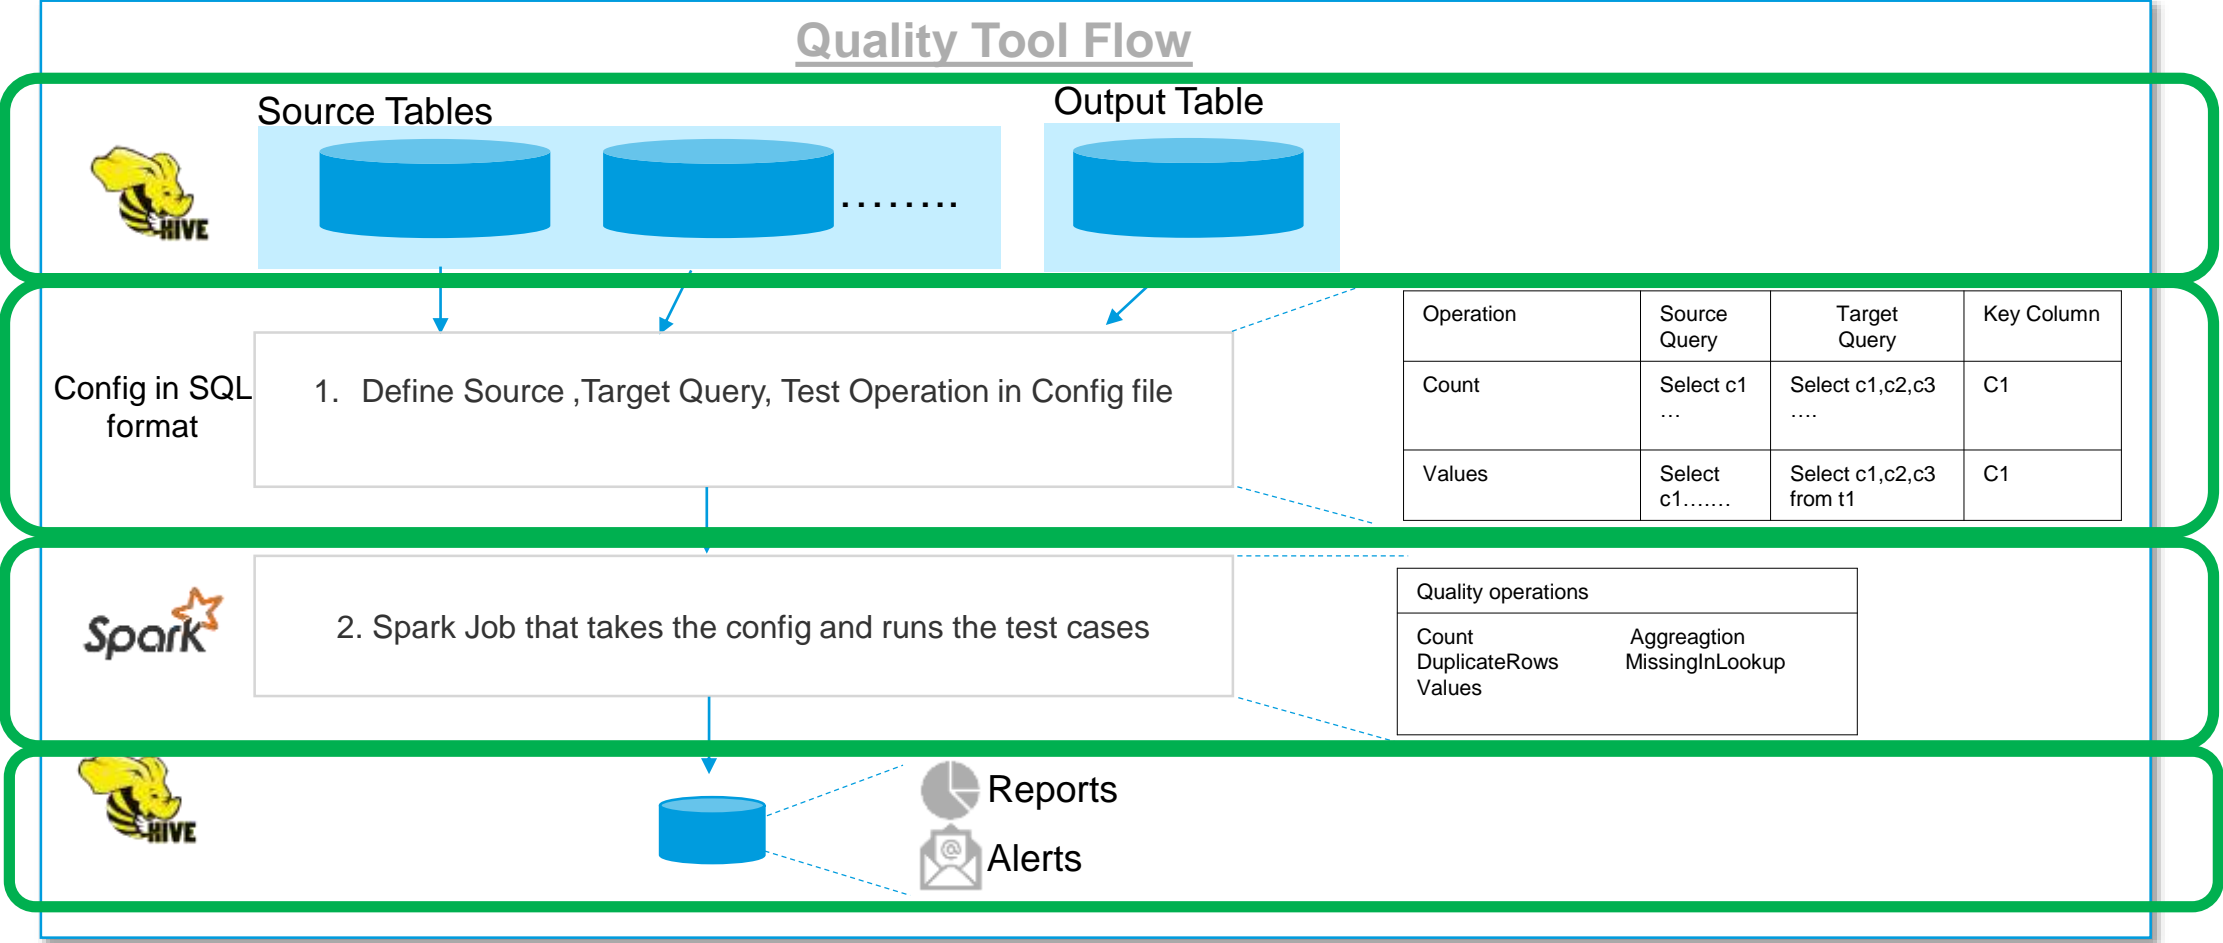 Quality Tool Flow
Source Tables
Output Table
........
HIVE
Config in SQL
format
1. Define Source ,Target Query, Test Operation in Config file
Operation
Source
Query
Target
Query
Key Column
Count
Select c1
…
Select c1,c2,c3
….
C1
Values
Select
c1…….
Select c1,c2,c3
from t1
C1
Spark
2. Spark Job that takes the config and runs the test cases
Quality operations
Count Aggreagtion
DuplicateRows MissingInLookup
Values
HIVE
Reports
@
Alerts